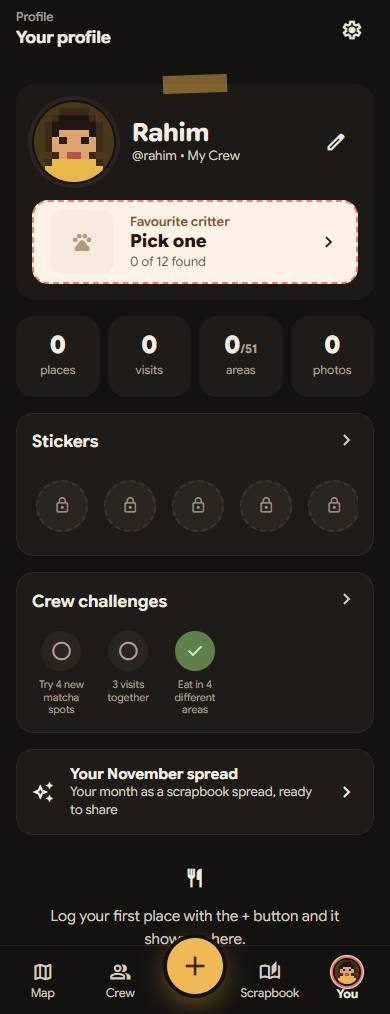 Profile
Your profile
Rahim
@rahim • My Crew
Favourite critter
Pick one
0 of 12 found
0
places
0
visits
0/51
areas
0
photos
Stickers
Crew challenges
Try 4 new
matcha
spots
3 visits
together
Eat in 4
different
areas
Your November spread
Your month as a scrapbook spread, ready
to share
Log your first place with the + button and it
here.
Map
Crew
Scrapbook
You